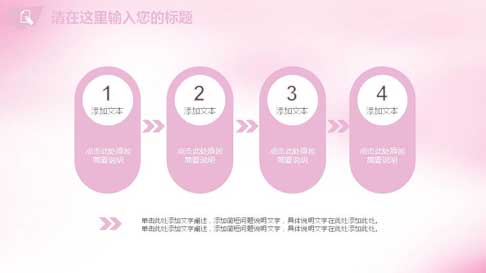 请在这里输入您的标题
1
添加文本
2
添加文本
3
添加文本
4
添加文本
点击此处添加
简要说明
点击此处添加
简要说明
点击此处添加
简要说明
点击此处添加
简要说明
单击此处添加文字阐述，添加简短问题说明文字，具体说明文字在此处添加此处。
单击此处添加文字阐述，添加简短问题说明文字，具体说明文字在此处添加此处。